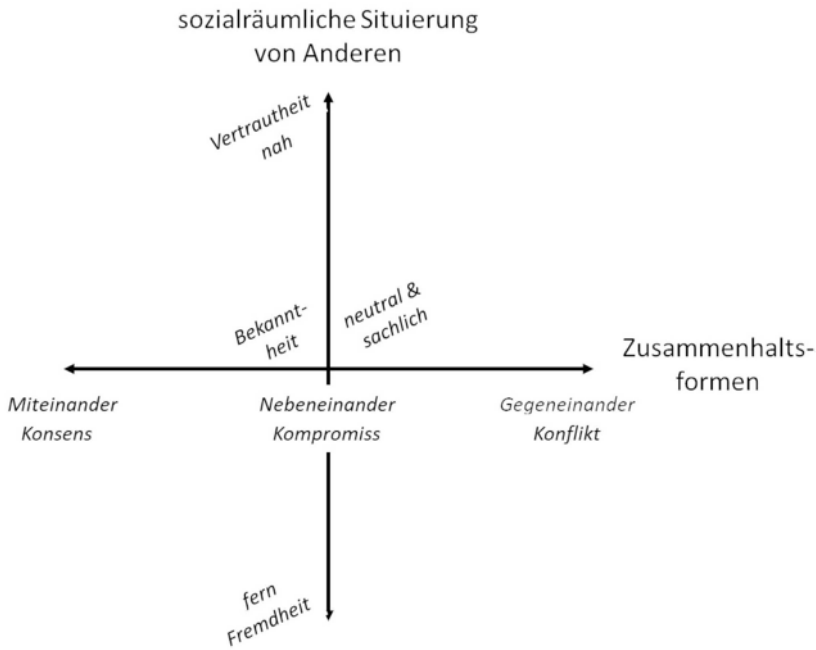 sozialräumliche Situierung
von Anderen
Vertrautheit
nah
Bekannt-
heit
neutral &
sachlich
Zusammenhalts-
formen
Miteinander
Konsens
Nebeneinander
Kompromiss
Gegeneinander
Konflikt
fern
Fremdheit